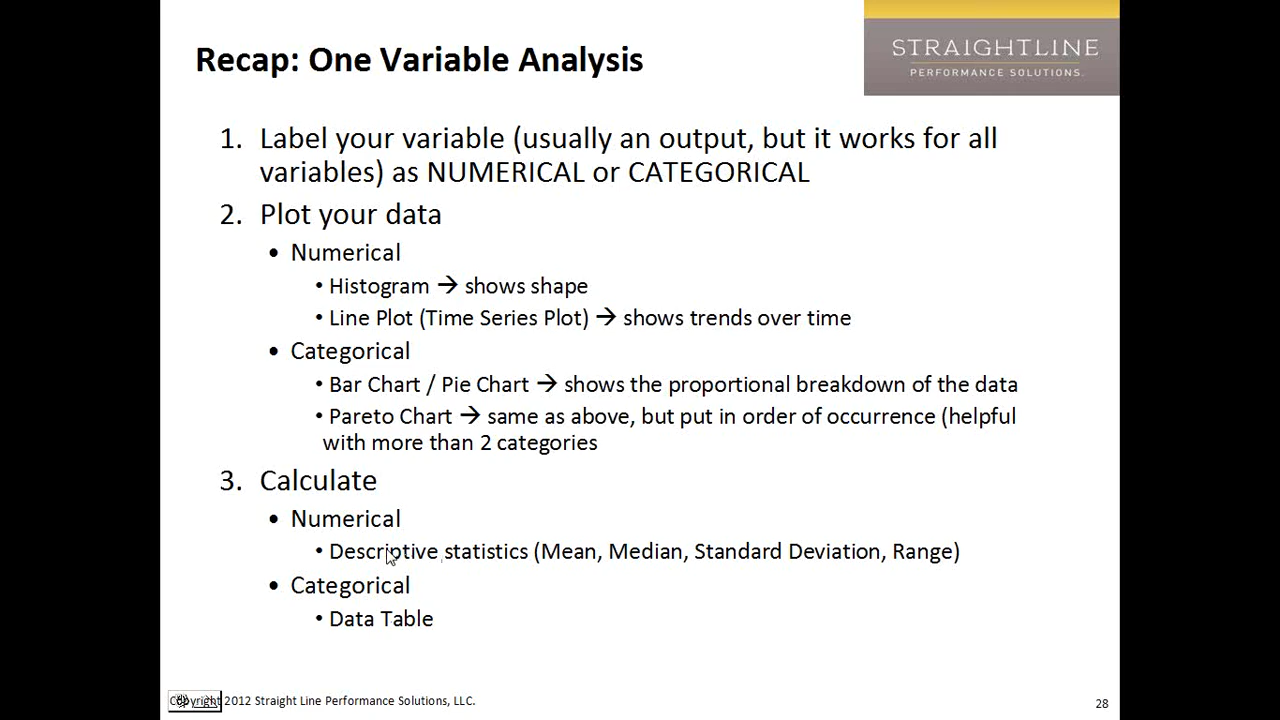 Recap: One Variable Analysis
STRAIGHTLINE
PERFORMANCE SOLUTIONS.
1. Label your variable (usually an output, but it works for all
variables) as NUMERICAL or CATEGORICAL
2. Plot your data
• Numerical
• Histogram → shows shape
• Line Plot (Time Series Plot) → shows trends over time
• Categorical
• Bar Chart / Pie Chart → shows the proportional breakdown of the data
• Pareto Chart → same as above, but put in order of occurrence (helpful
with more than 2 categories
3. Calculate
• Numerical
• Descriptive statistics (Mean, Median, Standard Deviation, Range)
• Categorical
• Data Table
Copyright 2012 Straight Line Performance Solutions, LLC.
28